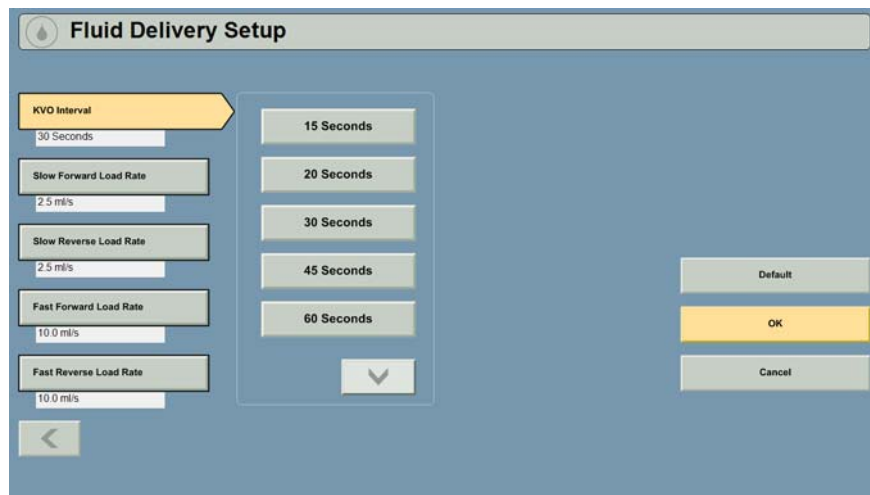 Fluid Delivery Setup
KVO Interval
30 Seconds
Slow Forward Load Rate
2.5 ml/s
Slow Reverse Load Rate
2.5 ml/s
Fast Forward Load Rate
10.0 ml/s
Fast Reverse Load Rate
10.0 ml/s
15 Seconds
20 Seconds
30 Seconds
45 Seconds
60 Seconds
Default
OK
Cancel